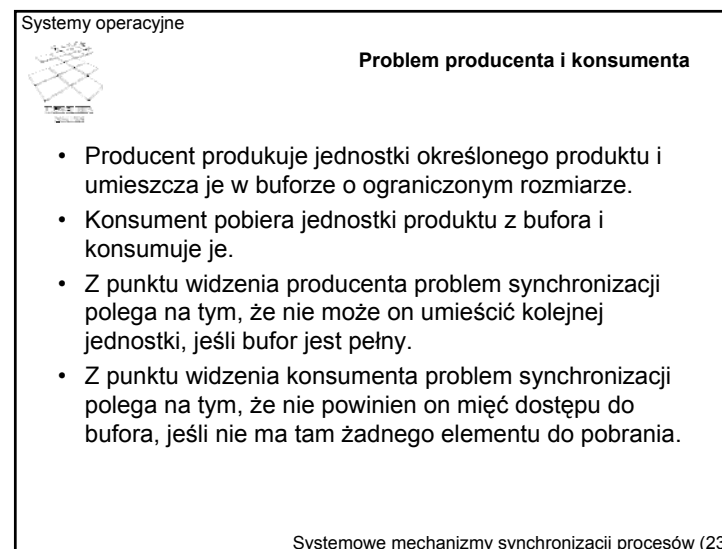 Systemy operacyjne
Problem producenta i konsumenta
• Producent produkuje jednostki określonego produktu i
umieszcza je w buforze o ograniczonym rozmiarze.
• Konsument pobiera jednostki produktu z bufora i
konsumuje je.
• Z punktu widzenia producenta problem synchronizacji
polega na tym, że nie może on umieścić kolejnej
jednostki, jeśli bufor jest pełny.
• Z punktu widzenia konsumenta problem synchronizacji
polega na tym, że nie powinien on mięć dostępu do
bufora, jeśli nie ma tam żadnego elementu do pobrania.
Systemowe mechanizmy synchronizacji procesów (23